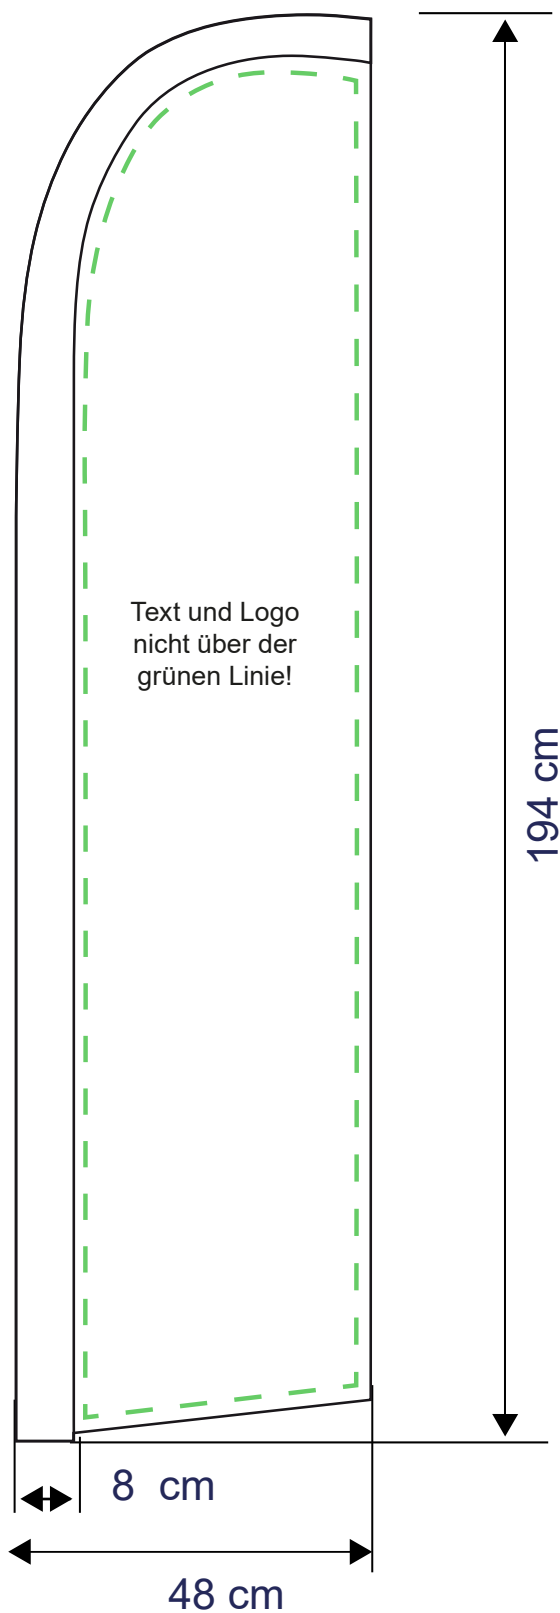 Text und Logo
nicht über der
grünen Linie!
194 cm
8 cm
48 cm